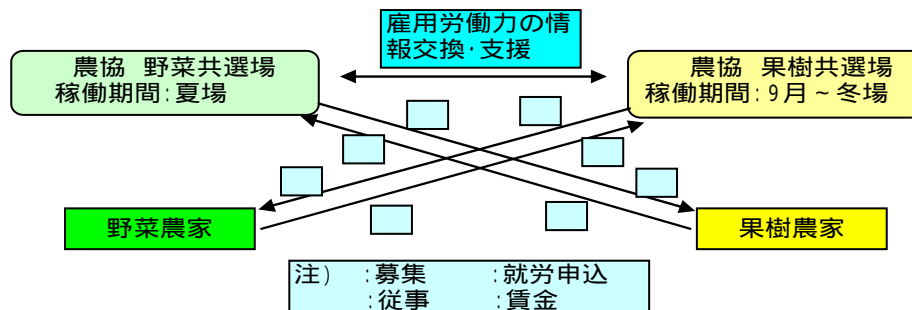 雇用労働力の情
報交換･支援
農協 野菜共選場
稼働期間:夏場
農協 果樹共選場
稼働期間:9月～冬場
野菜農家
果樹農家
注) :募集 :就労申込
:従事 :賃金